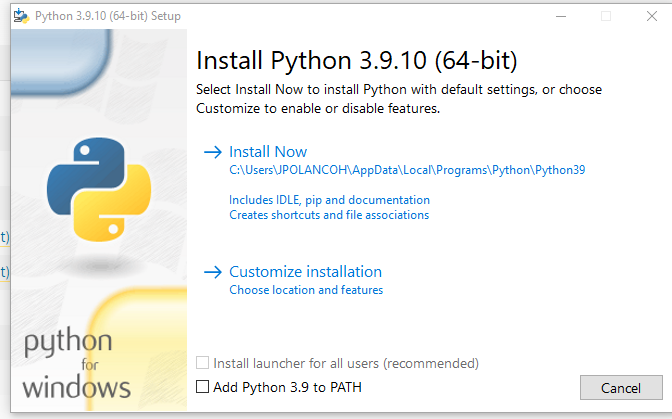 Python 3.9.10 (64-bit) Setup
Install Python 3.9.10 (64-bit)
Select Install Now to install Python with default settings, or choose
Customize to enable or disable features.
Install Now
C:\Users\JPOLANCOH\AppData\Local\Programs\Python\Python39
Includes IDLE, pip and documentation
Creates shortcuts and file associations
t)
t)
Customize installation
Choose location and features
python
for
windows
Install launcher for all users (recommended)
Add Python 3.9 to PATH
Cancel